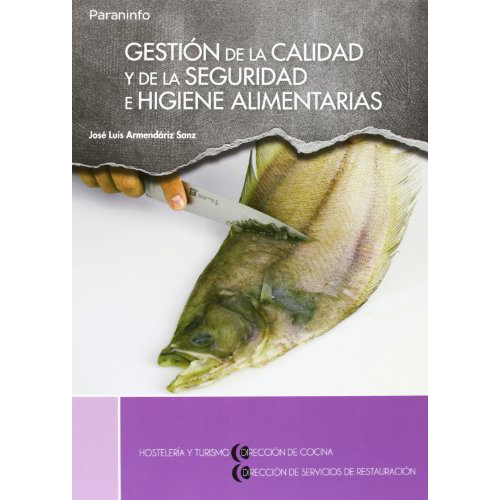 Paraninfo
GESTIÓN DE LA CALIDAD
Y DE LA SEGURIDAD
E HIGIENE ALIMENTARIAS
José Luis Armendáriz Sanz
HOSTELERÍA Y TURISMO DIRECCIÓN DE COCINA
DIRECCIÓN DE SERVICIOS DE RESTAURACIÓN